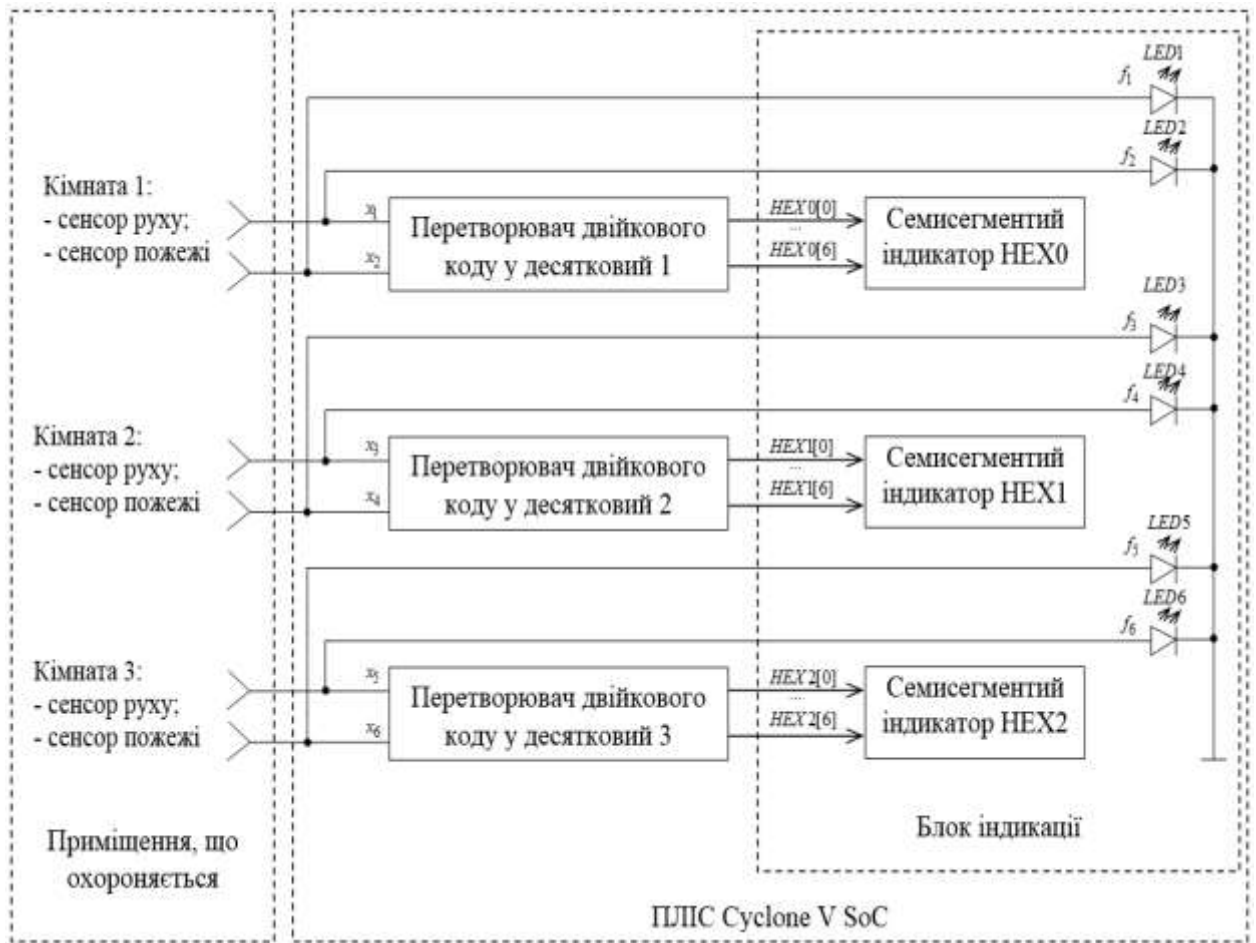 LED1
f1
LED2
f2
Кімната 1:
- сенсор руху;
- сенсор пожежі
x1
x2
Перетворювач двійкового
коду у десятковий 1
HEX0[0]
...
HEX0[6]
Семисегментий
індикатор HEX0
LED3
f3
LED4
f4
Кімната 2:
- сенсор руху;
- сенсор пожежі
x3
x4
Перетворювач двійкового
коду у десятковий 2
HEX1[0]
...
HEX1[6]
Семисегментий
індикатор HEX1
LED5
f5
LED6
f6
Кімната 3:
- сенсор руху;
- сенсор пожежі
x5
x6
Перетворювач двійкового
коду у десятковий 3
HEX2[0]
...
HEX2[6]
Семисегментий
індикатор HEX2
Приміщення, що
охороняється
Блок індикації
ПЛІС Cyclone V SoC